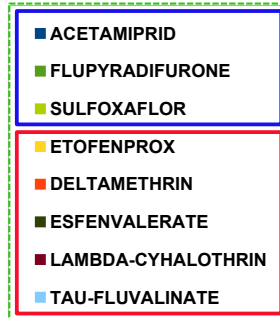 ACETAMIPRID
FLUPYRADIFURONE
SULFOXAFLOR
ETOFENPROX
DELTAMETHRIN
ESFENVALERATE
LAMBDA-CYHALOTHRIN
TAU-FLUVALINATE